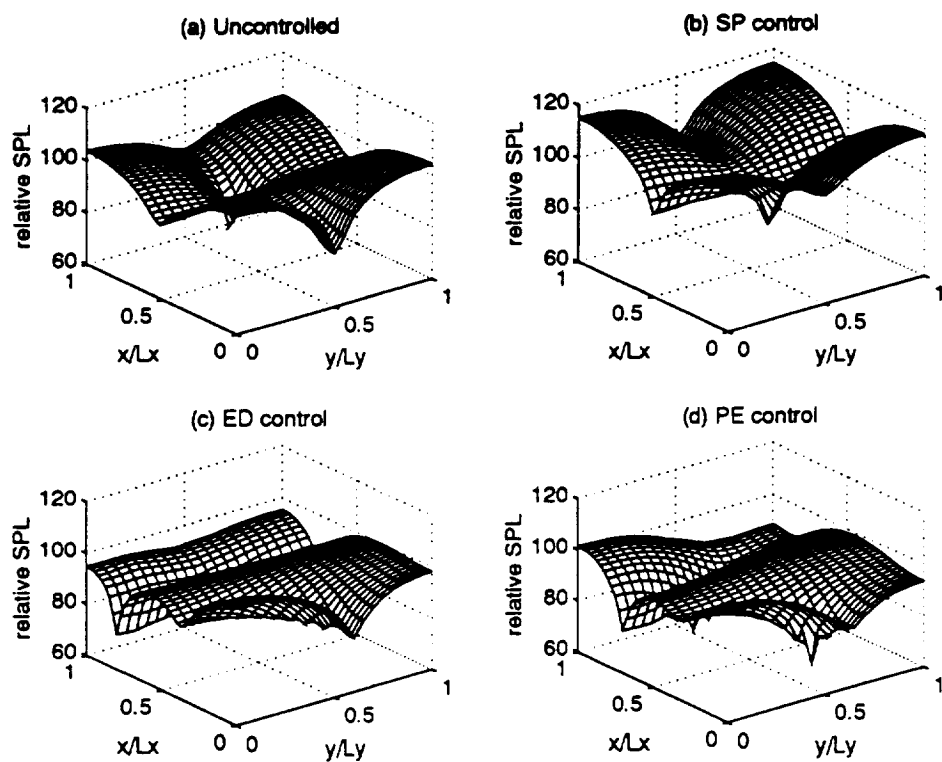 (a) Uncontrolled
relative SPL
120
100
80
60
1
0.5
0
x/Lx
0
0.5
1
y/Ly
(b) SP control
relative SPL
120
100
80
60
1
0.5
0
x/Lx
0
0.5
1
y/Ly
(c) ED control
relative SPL
120
100
80
60
1
0.5
0
x/Lx
0
0.5
1
y/Ly
(d) PE control
relative SPL
120
100
80
60
1
0.5
0
x/Lx
0
0.5
1
y/Ly